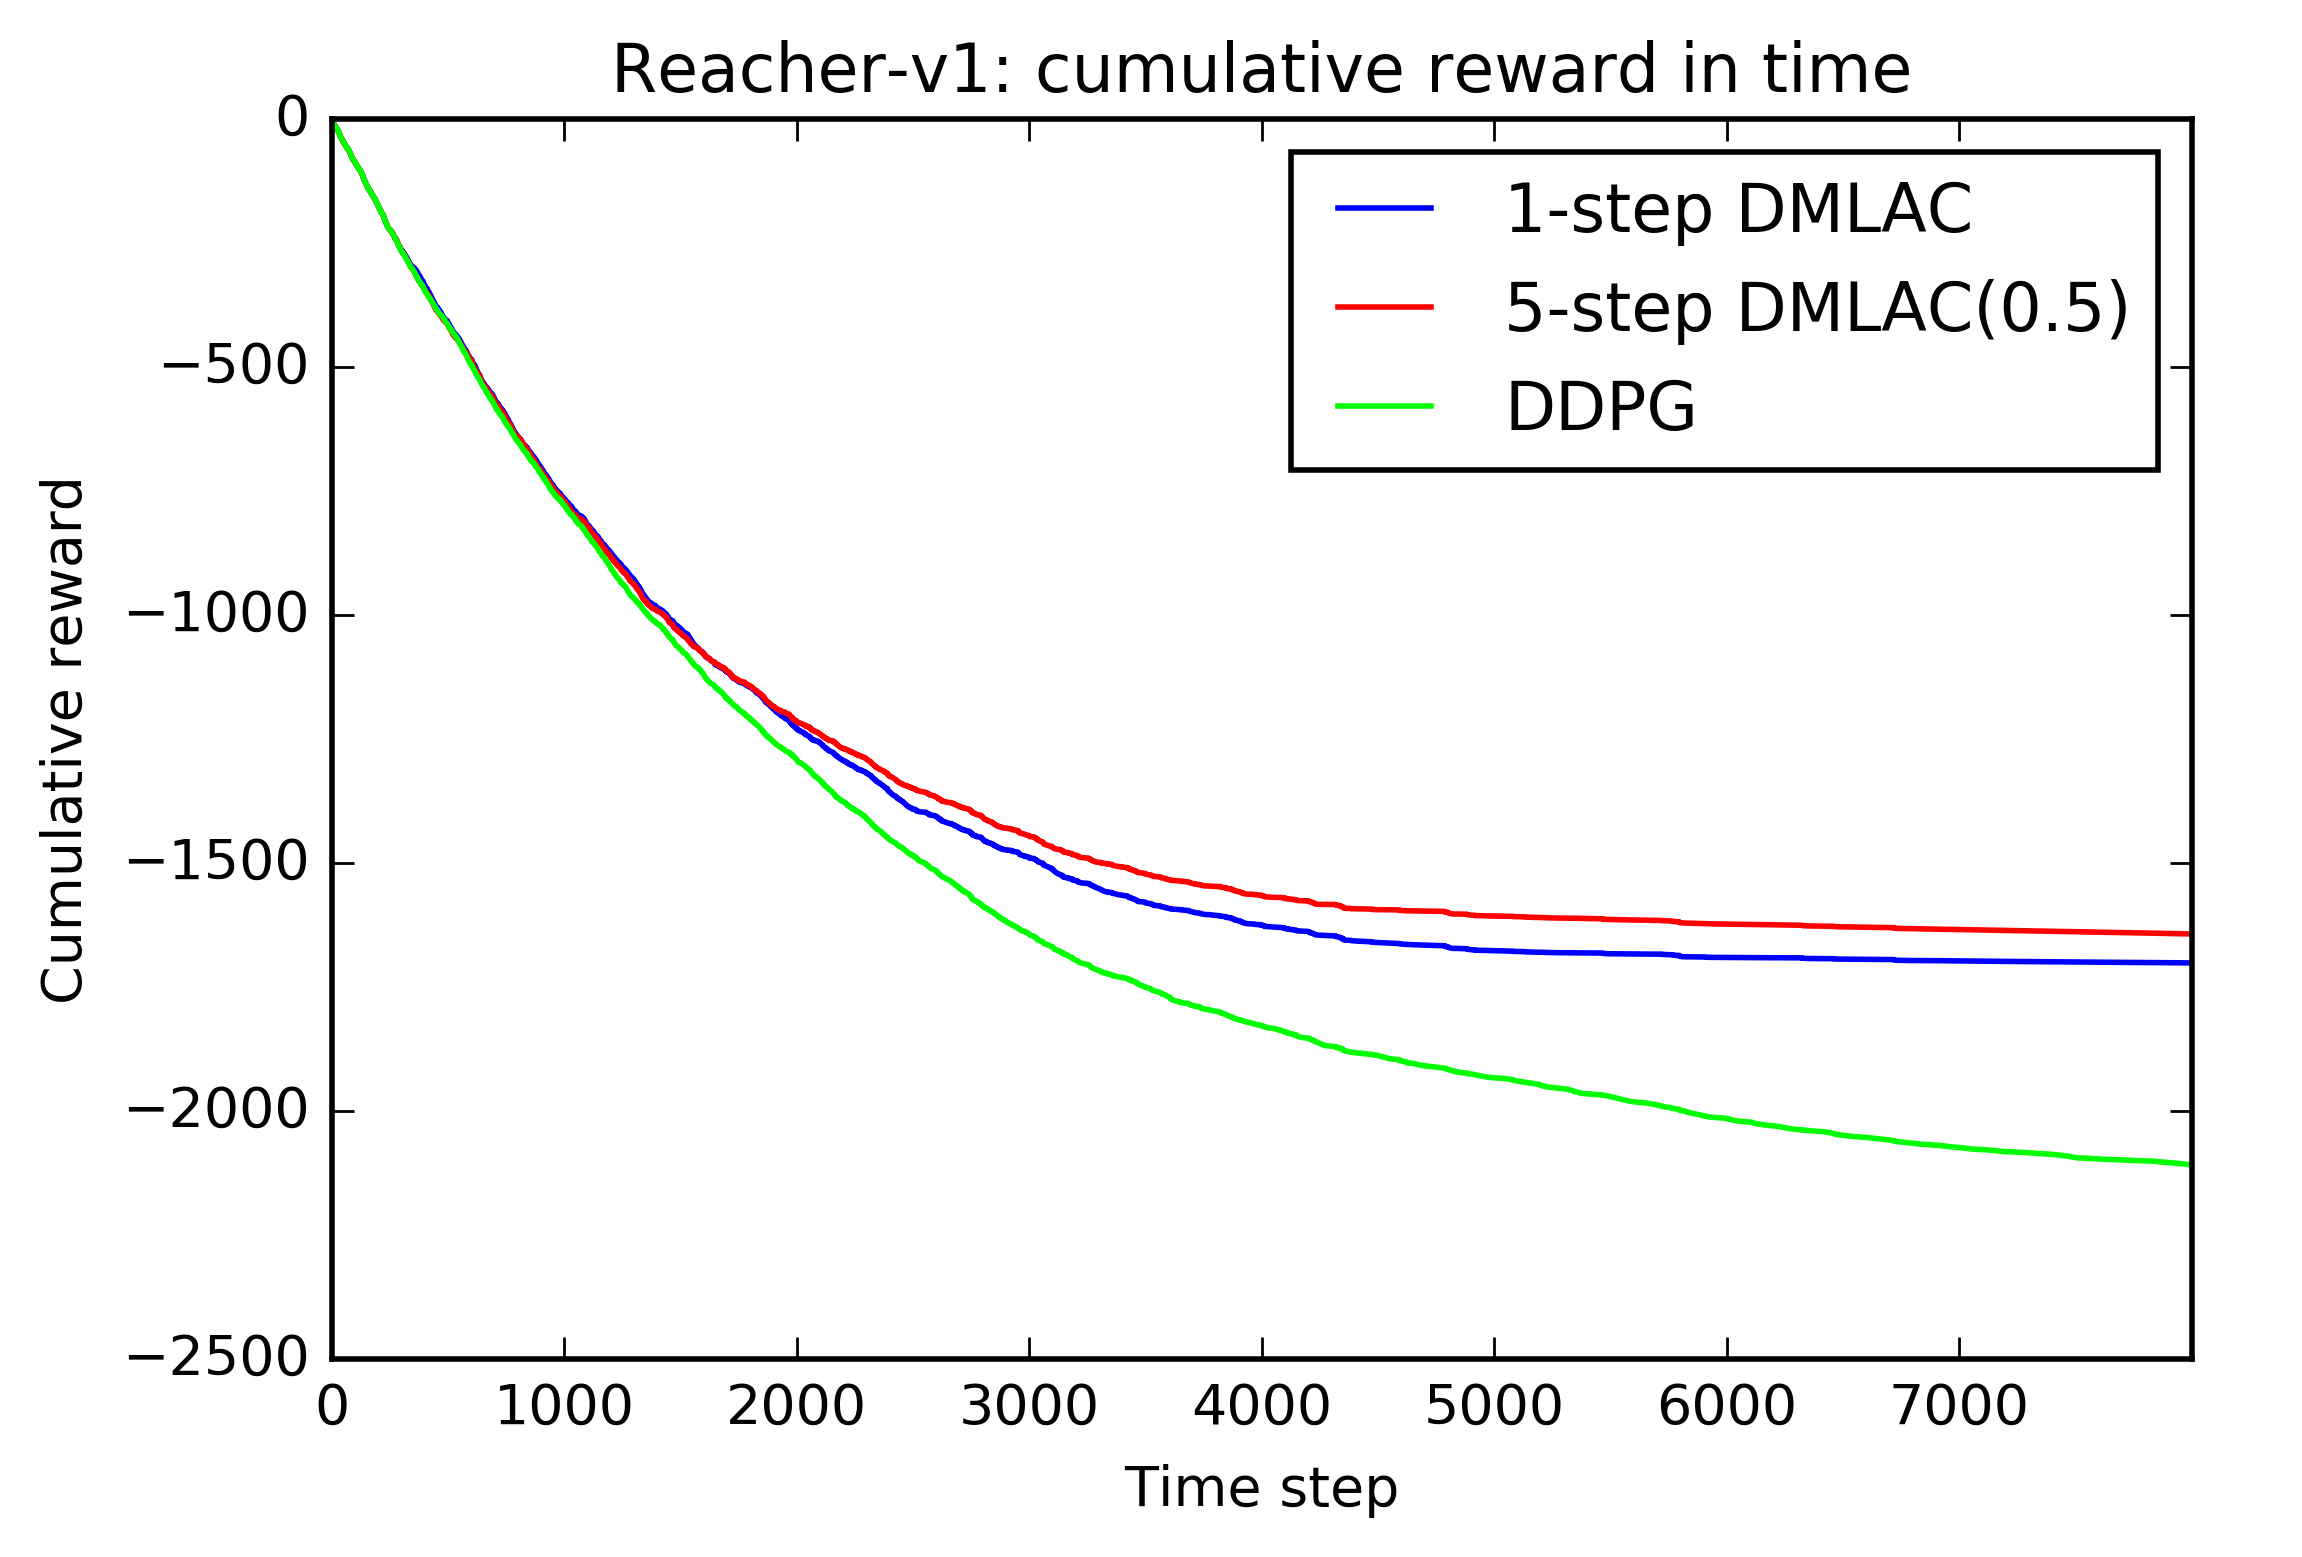 Reacher-v1: cumulative reward in time
0
−500
−1000
−1500
−2000
−2500
Cumulative reward
1-step DMLAC
5-step DMLAC(0.5)
DDPG
0 1000 2000 3000 4000 5000 6000 7000
Time step